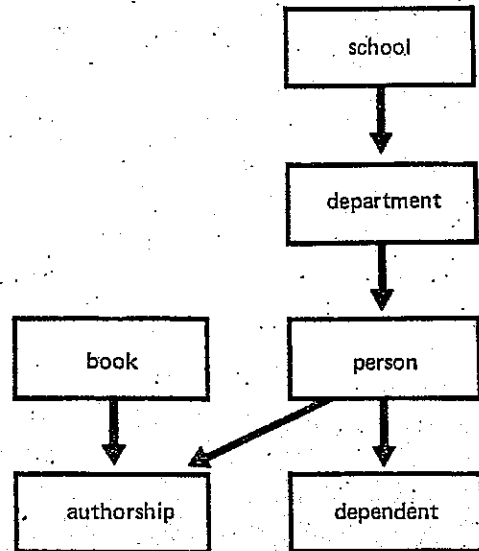 school
department
book
person
authorship
dependent